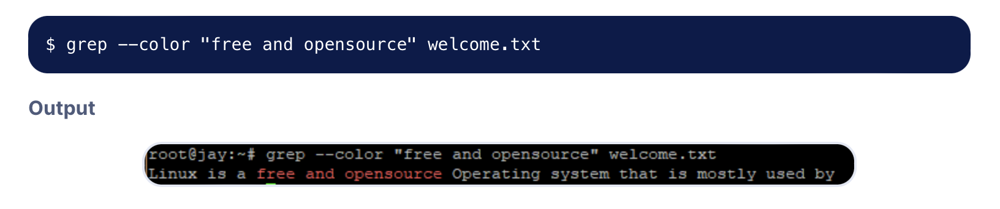 $ grep --color "free and opensource" welcome.txt
Output
root@jay:~# grep --color "free and opensource" welcome.txt
Linux is a free and opensource Operating system that is mostly used by